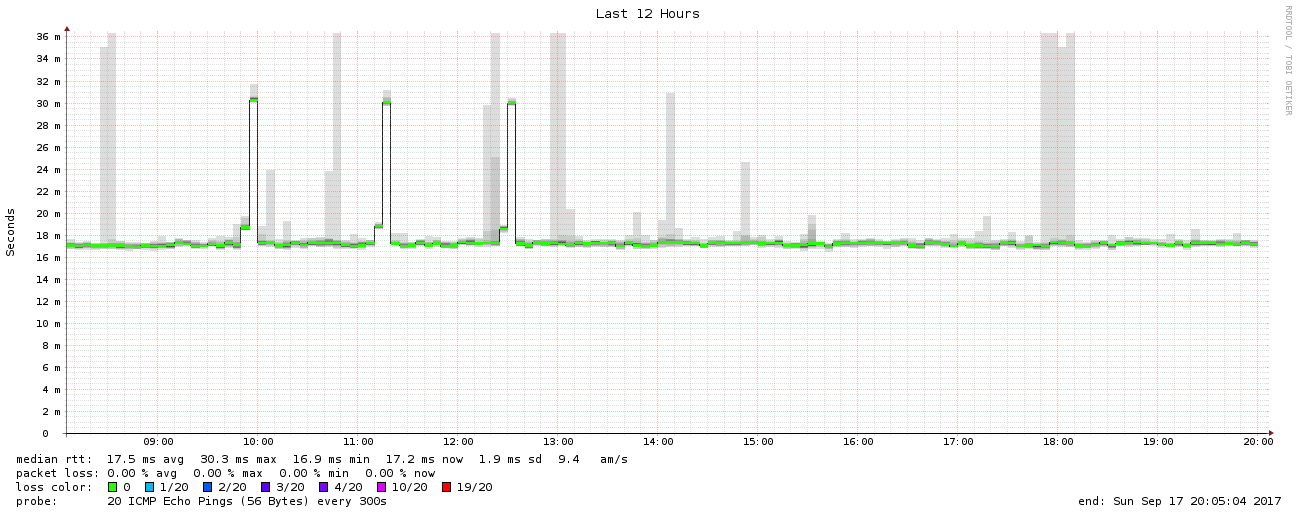 Last 12 Hours
RRDTOOL / TOBI OETIKER
Seconds
36 m
34 m
32 m
30 m
28 m
26 m
24 m
22 m
20 m
18 m
16 m
14 m
12 m
10 m
8 m
6 m
4 m
2 m
0
09:00 10:00 11:00 12:00 13:00 14:00 15:00 16:00 17:00 18:00 19:00 20:00
median rtt: 17.5 ms avg 30.3 ms max 16.9 ms min 17.2 ms now 1.9 ms sd 9.4 am/s
packet loss: 0.00 % avg 0.00 % max 0.00 % min 0.00 % now
loss color: 0 1/20 2/20 3/20 4/20 10/20 19/20
probe: 20 ICMP Echo Pings (56 Bytes) every 300s end: Sun Sep 17 20:05:04 2017